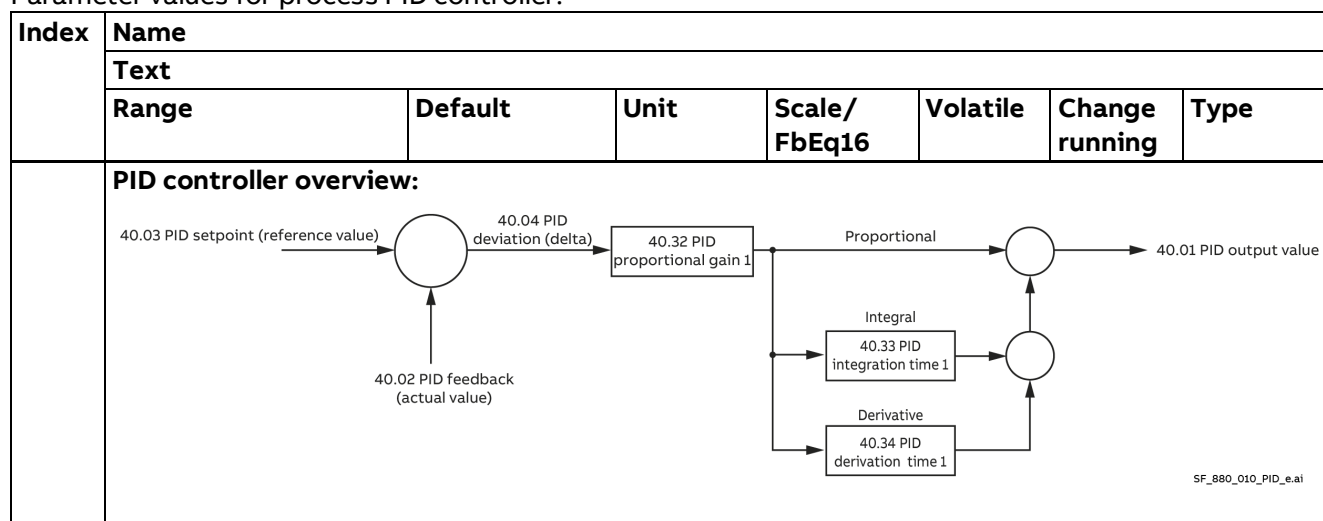 Parameter values for process PID controller.
Index
Name
Text
Range
Default
Unit
Scale/
FbEq16
Volatile
Change
running
Type
PID controller overview:
40.03 PID setpoint (reference value)
40.04 PID
deviation (delta)
40.32 PID
proportional gain 1
Proportional
40.01 PID output value
Integral
40.33 PID
integration time 1
40.02 PID feedback
(actual value)
Derivative
40.34 PID
derivation time 1
SF_880_010_PID_e.ai